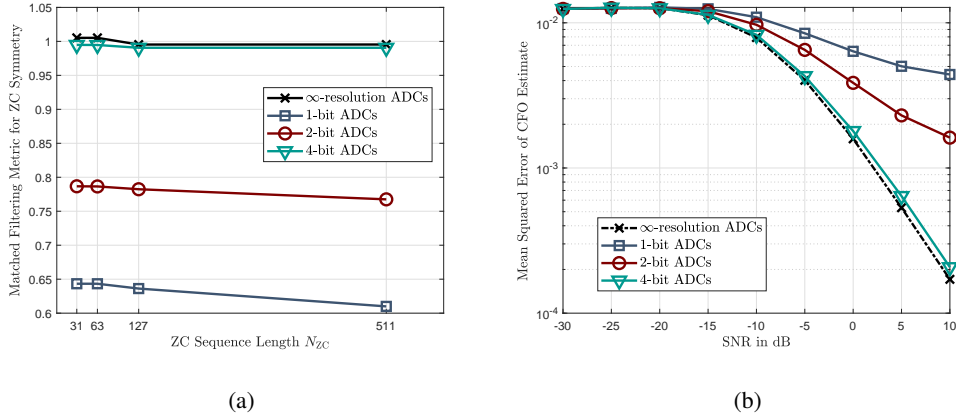 1.05
1
0.95
0.9
0.85
0.8
0.75
0.7
0.65
0.6
Matched Filtering Metric for ZC Symmetry
∞-resolution ADCs
1-bit ADCs
2-bit ADCs
4-bit ADCs
31 63 127 511
ZC Sequence Length N_ZC
(a)
10^-2
10^-3
10^-4
Mean Squared Error of CFO Estimate
∞-resolution ADCs
1-bit ADCs
2-bit ADCs
4-bit ADCs
-30 -25 -20 -15 -10 -5 0 5 10
SNR in dB
(b)